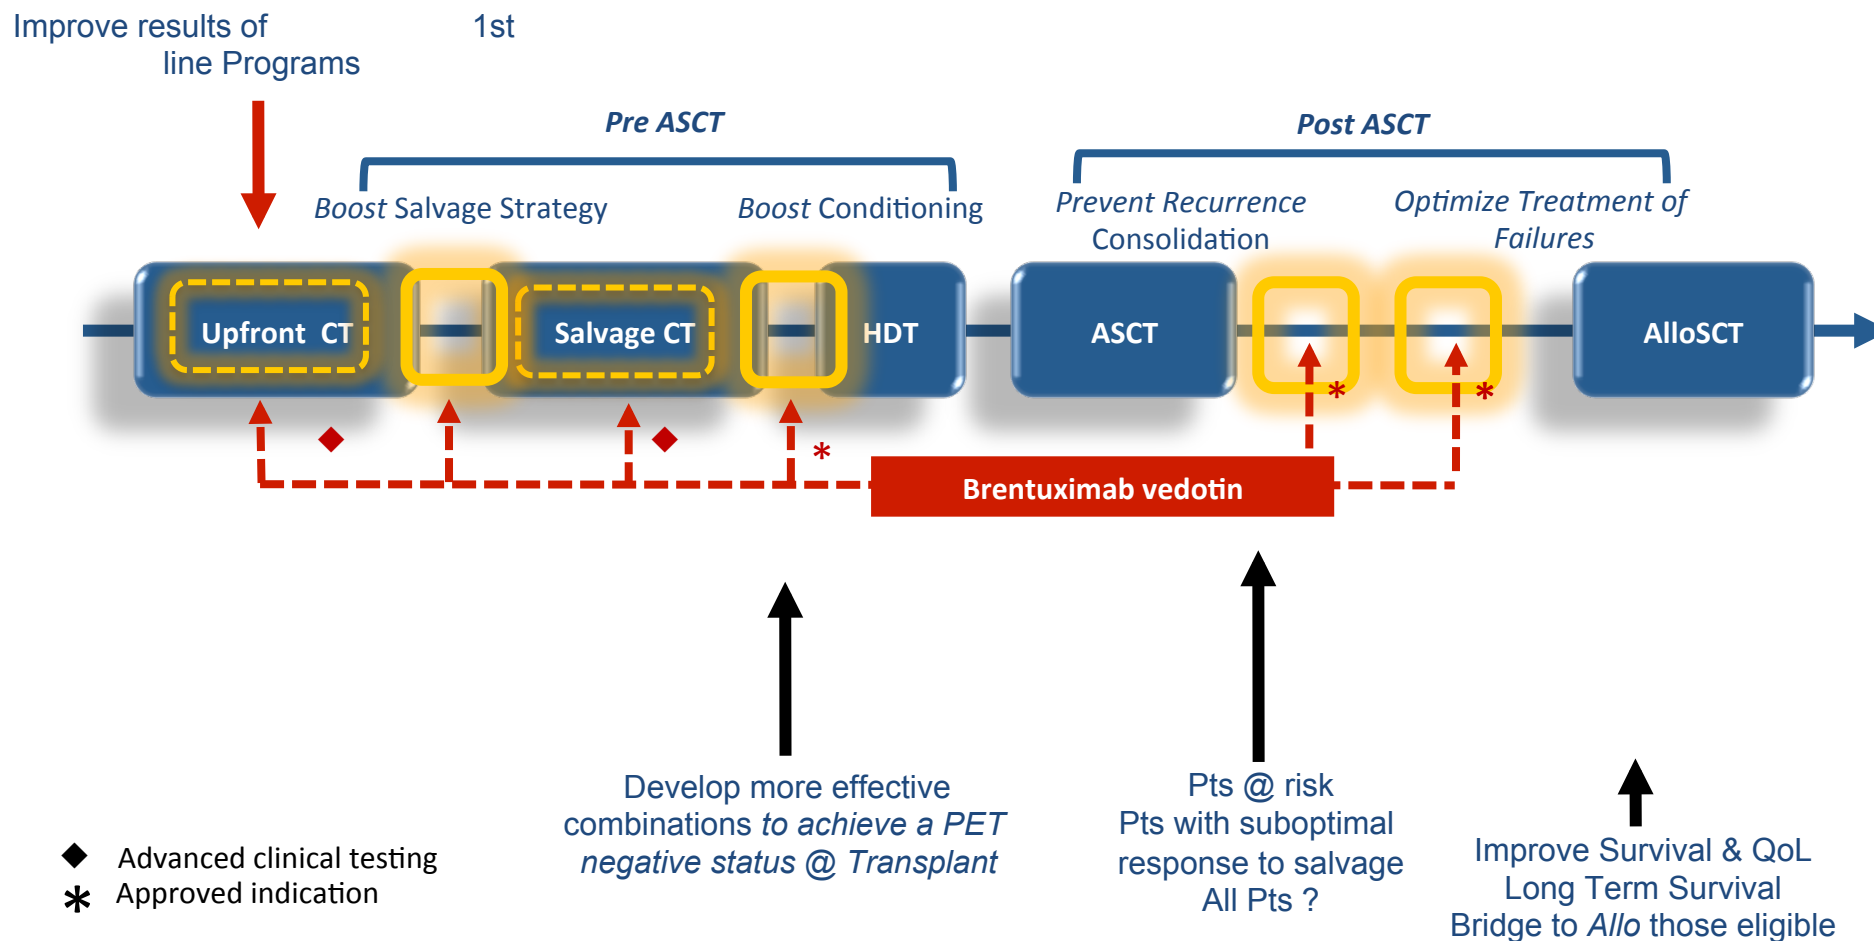 Improve results of 1st
line Programs
Pre ASCT
Post ASCT
Boost Salvage Strategy
Boost Conditioning
Prevent Recurrence
Consolidation
Optimize Treatment of
Failures
Upfront CT
Salvage CT
HDT
ASCT
AlloSCT
◆
◆
*
*
*
Brentuximab vedotin
Develop more effective
combinations to achieve a PET
negative status @ Transplant
Pts @ risk
Pts with suboptimal
response to salvage
All Pts ?
Improve Survival & QoL
Long Term Survival
Bridge to Allo those eligible
◆ Advanced clinical testing
* Approved indication